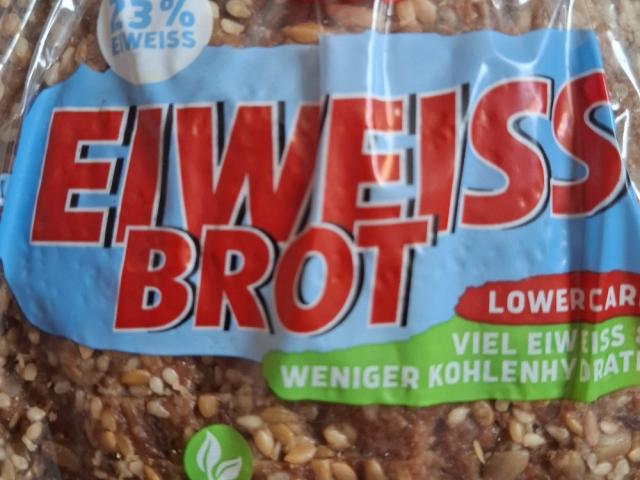 23%
EIWEISS
EIWEISS
BROT
LOWER CAR
VIEL EIWEISS
WENIGER KOHLENHYDRAT